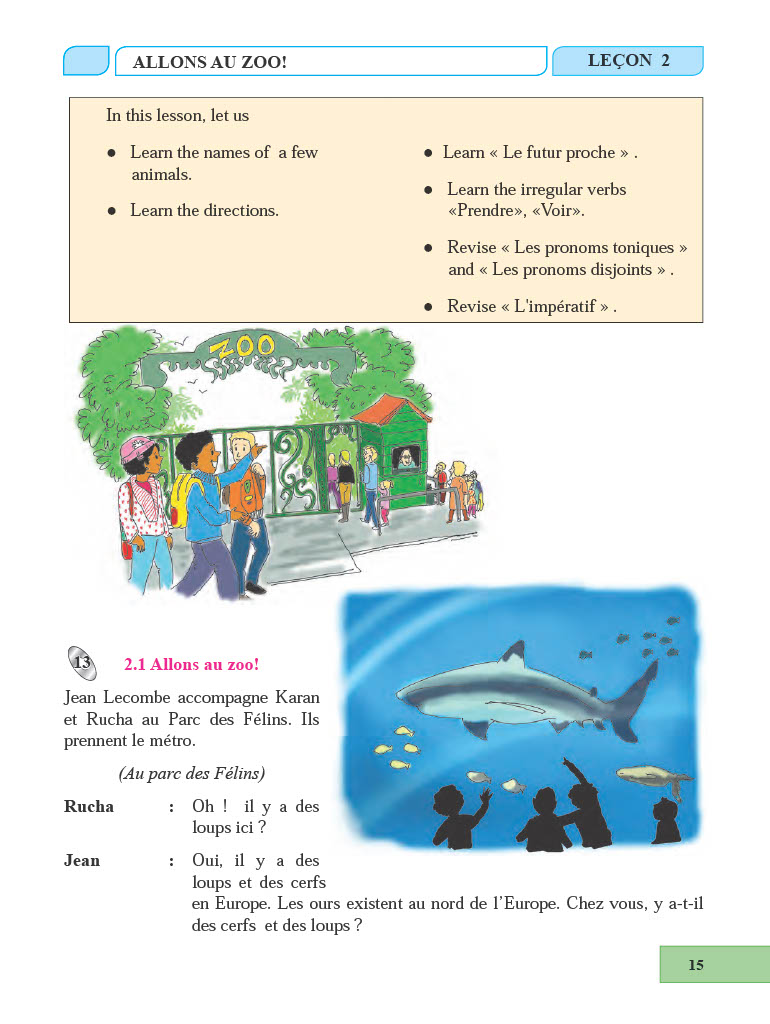 ALLONS AU ZOO!
LEÇON 2
In this lesson, let us
● Learn the names of a few
animals.
● Learn the directions.
● Learn « Le futur proche » .
● Learn the irregular verbs
«Prendre», «Voir».
● Revise « Les pronoms toniques »
and « Les pronoms disjoints » .
● Revise « L'impératif » .
ZOO
13
2.1 Allons au zoo!
Jean Lecombe accompagne Karan
et Rucha au Parc des Félins. Ils
prennent le métro.
(Au parc des Félins)
Rucha : Oh ! il y a des
loups ici ?
Jean : Oui, il y a des
loups et des cerfs
en Europe. Les ours existent au nord de l’Europe. Chez vous, y a-t-il
des cerfs et des loups ?
15